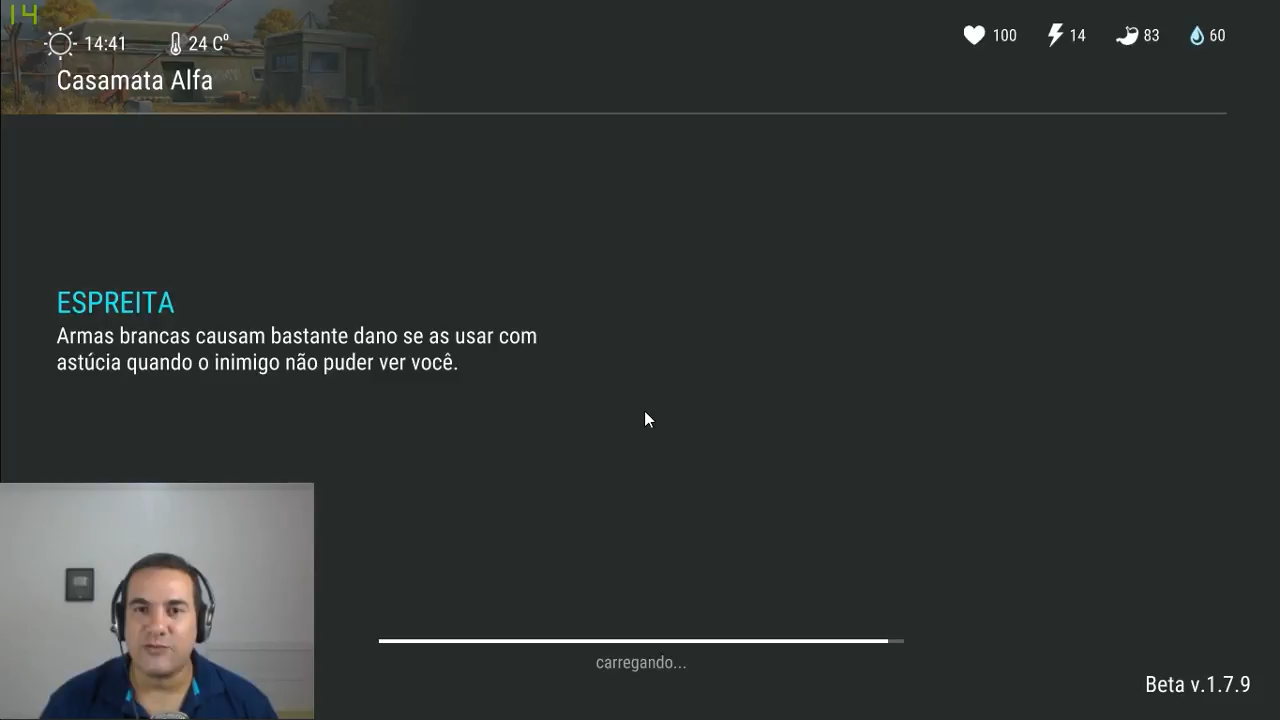 14
14:41 24 Cº
Casamata Alfa
100 14 83 60
ESPREITA
Armas brancas causam bastante dano se as usar com
astúcia quando o inimigo não puder ver você.
carregando...
Beta v.1.7.9